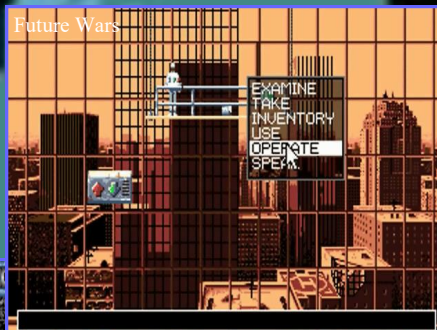 Future Wars
EXAMINE
TAKE
INVENTORY
USE
OPERATE
SPEAK